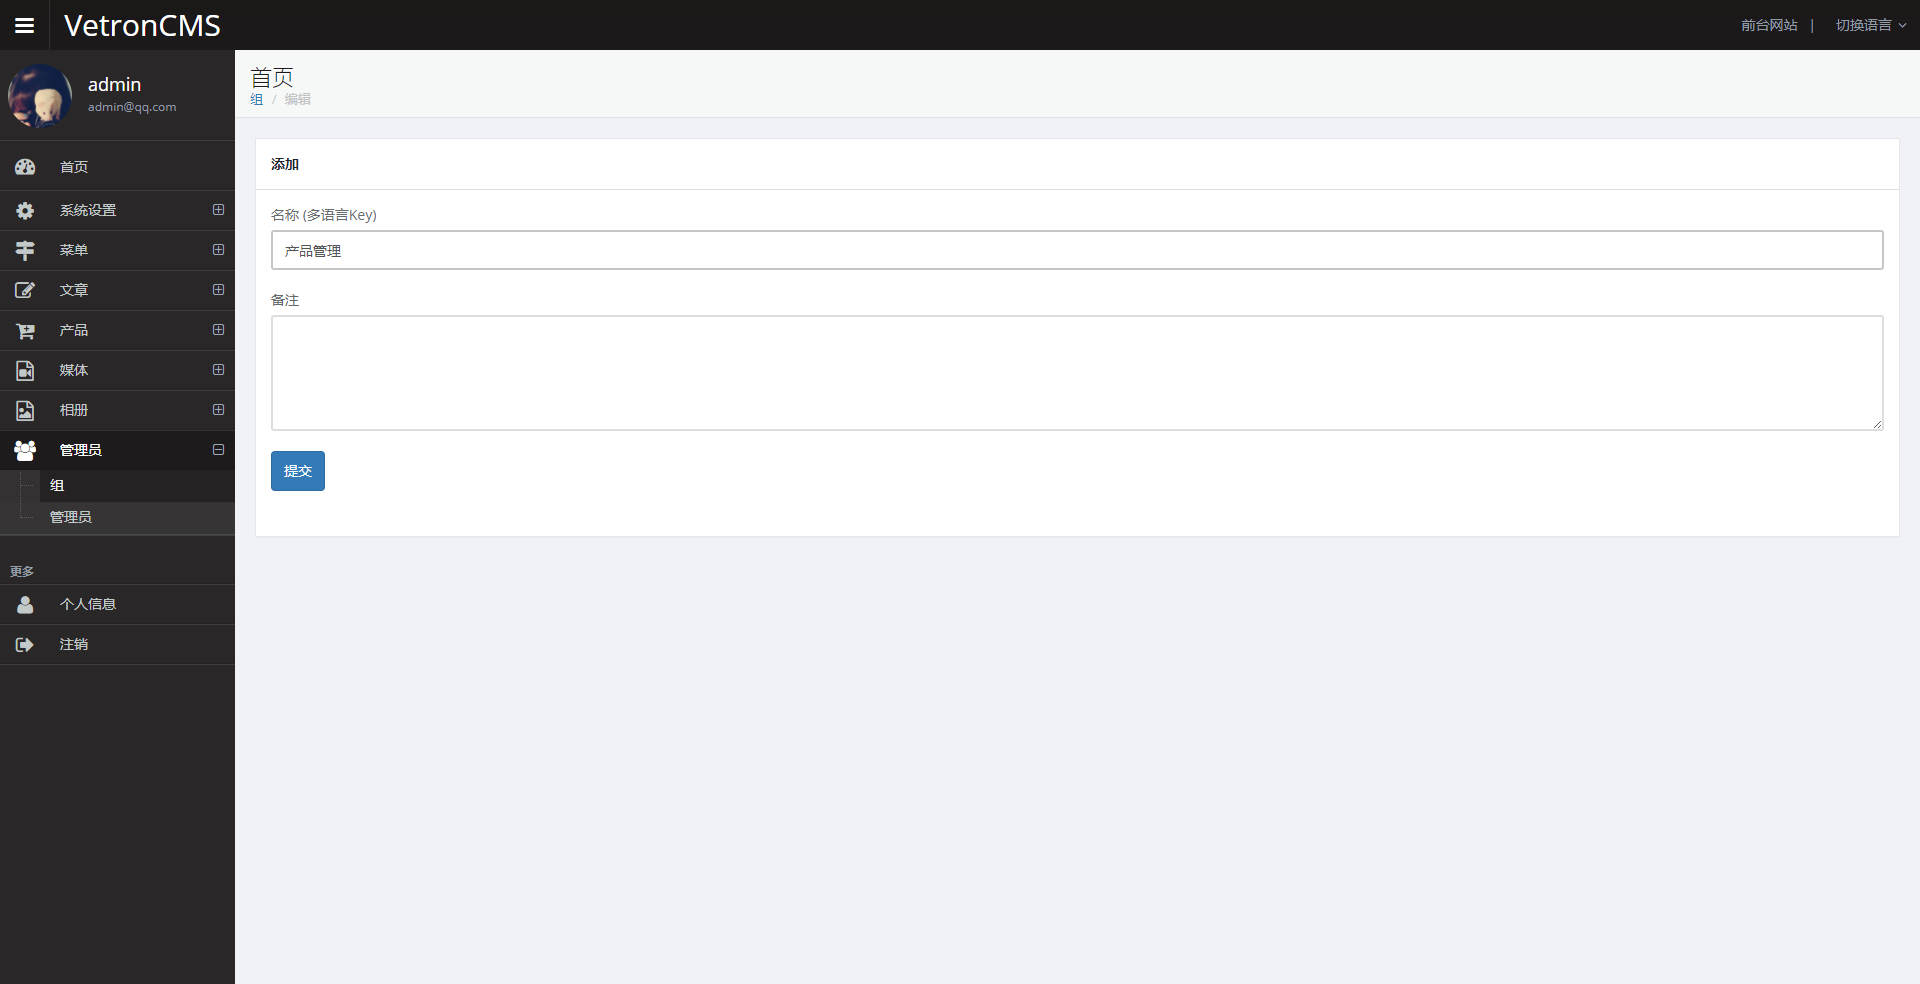 VetronCMS
前台网站 |
切换语言
admin
admin@qq.com
首页
系统设置
菜单
文章
产品
媒体
相册
管理员
组
管理员
更多
个人信息
注销
首页
组 / 编辑
添加
名称 (多语言Key)
产品管理
备注
提交